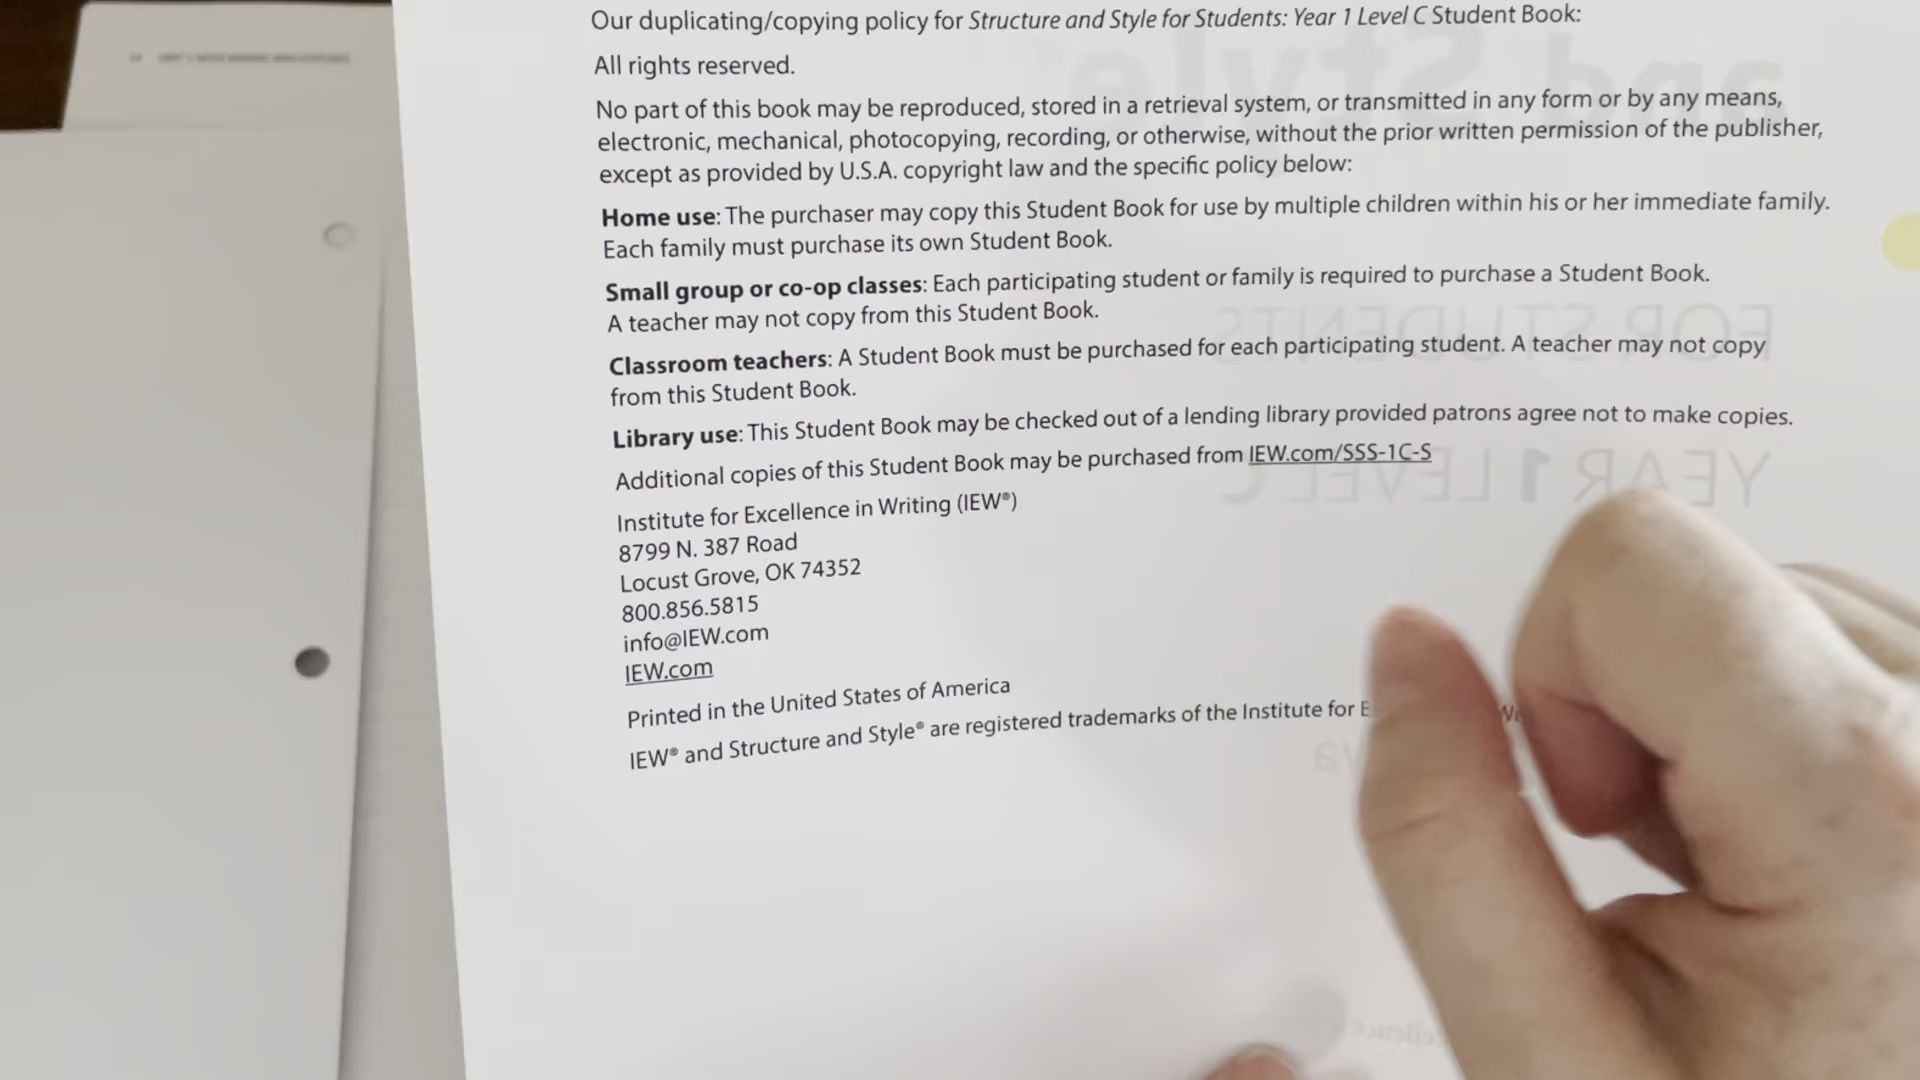 Our duplicating/copying policy for Structure and Style for Students: Year 1 Level C Student Book:
All rights reserved.
No part of this book may be reproduced, stored in a retrieval system, or transmitted in any form or by any means,
electronic, mechanical, photocopying, recording, or otherwise, without the prior written permission of the publisher,
except as provided by U.S.A. copyright law and the specific policy below:
Home use: The purchaser may copy this Student Book for use by multiple children within his or her immediate family.
Each family must purchase its own Student Book.
Small group or co-op classes: Each participating student or family is required to purchase a Student Book.
A teacher may not copy from this Student Book.
Classroom teachers: A Student Book must be purchased for each participating student. A teacher may not copy
from this Student Book.
Library use: This Student Book may be checked out of a lending library provided patrons agree not to make copies.
Additional copies of this Student Book may be purchased from IEW.com/SSS-1C-S
Institute for Excellence in Writing (IEW®)
8799 N. 387 Road
Locust Grove, OK 74352
800.856.5815
info@IEW.com
IEW.com
Printed in the United States of America
IEW® and Structure and Style® are registered trademarks of the Institute for
and Style
FOR STUDENTS
YEAR 1 LEVEL C